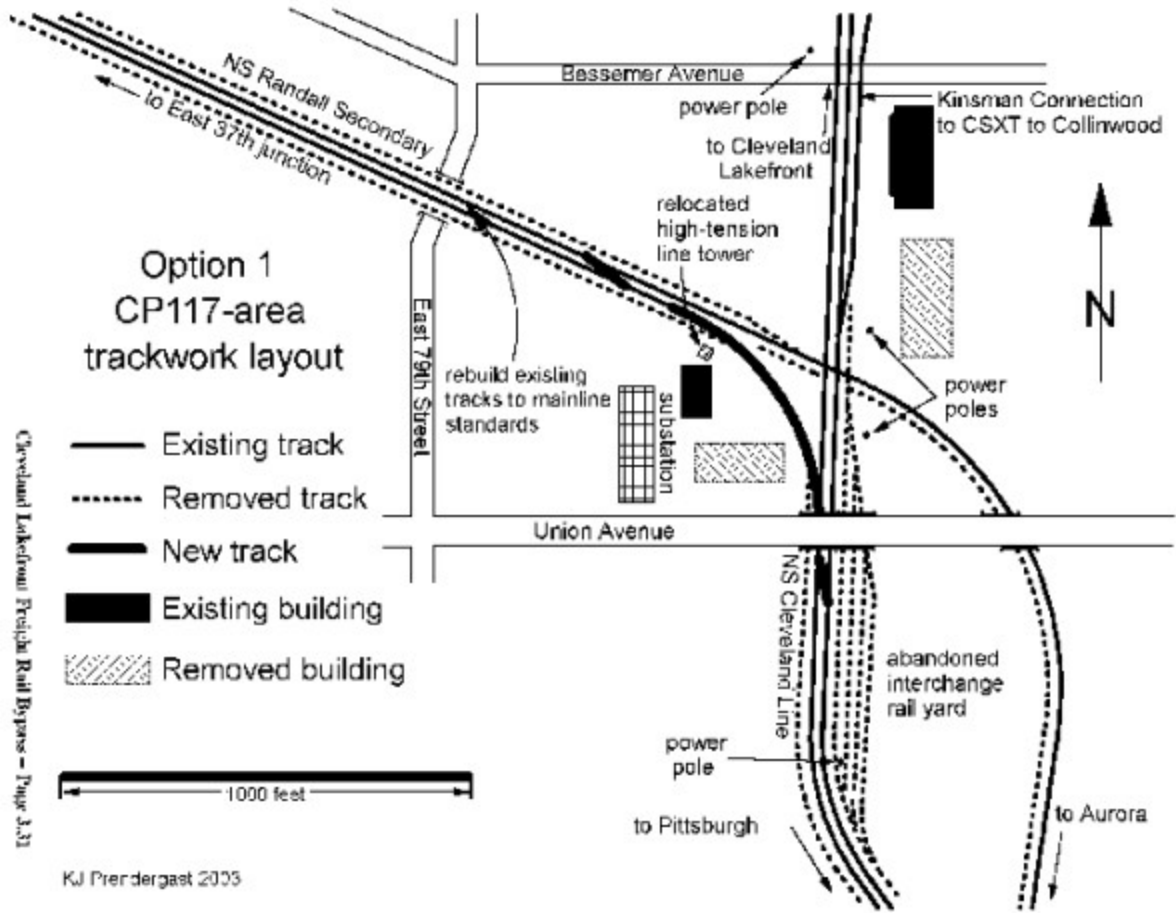 Bessemer Avenue
power pole
Kinsman Connection
to CSXT to Collinwood
to Cleveland
Lakefront
NS Randall Secondary
to East 37th junction
relocated
high-tension
line tower
N
Option 1
CP117-area
trackwork layout
East 79th Street
rebuild existing
tracks to mainline
standards
substation
power
poles
Existing track
Removed track
New track
Existing building
Removed building
Union Avenue
NS Cleveland Line
abandoned
interchange
rail yard
power
pole
to Pittsburgh
to Aurora
1000 feet
KJ Prendergast 2003
Cleveland Lakefront Freight Rail Bypass – Page 3.31